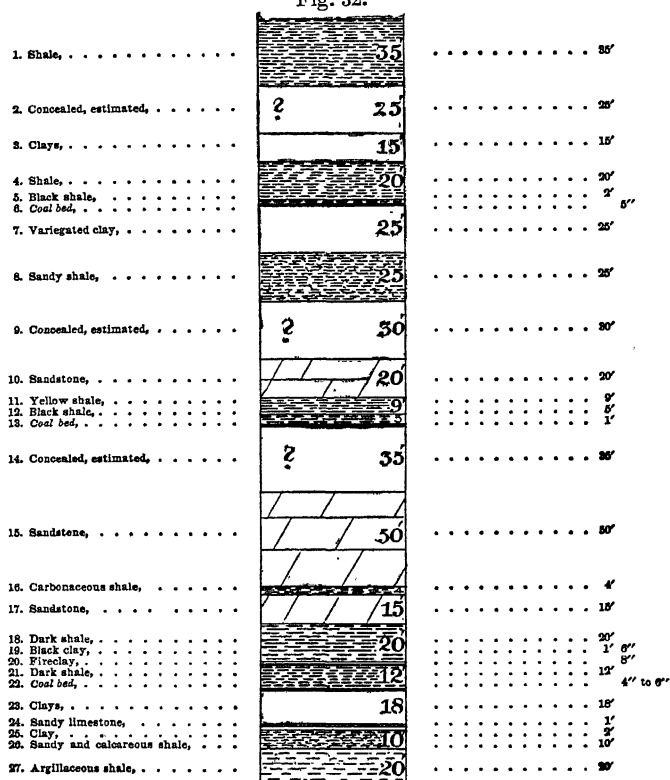 Fig. 32.
1. Shale, 35 35′
2. Concealed, estimated, ? 25′ 25′
3. Clays, 15′ 15′
4. Shale, 20′ 20′
5. Black shale, 2′
6. Coal bed, 5″
7. Variegated clay, 25′ 25′
8. Sandy shale, 25 25′
9. Concealed, estimated, ? 30′ 30′
10. Sandstone, 20′ 20′
11. Yellow shale, 9′ 9′
12. Black shale, 5 5′
13. Coal bed, 1′
14. Concealed, estimated, ? 35′ 35′
15. Sandstone, 50′ 50′
16. Carbonaceous shale, 4 4′
17. Sandstone, 15′ 15′
18. Dark shale, 20′ 20′
19. Black clay, 1′ 6″
20. Fireclay, 8″
21. Dark shale, 12′ 12′
22. Coal bed, 4″ to 6″
23. Clays, 18 18′
24. Sandy limestone, 1′
25. Clay, 2′
26. Sandy and calcareous shale, 10′ 10′
27. Argillaceous shale, 20 20′